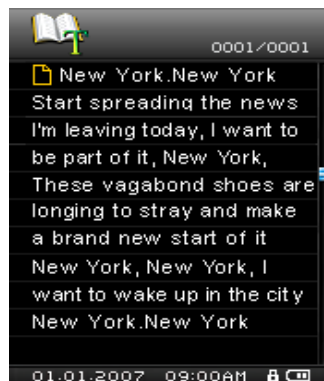 0001/0001
New York.New York
Start spreading the news
I'm leaving today, I want to
be part of it, New York,
These vagabond shoes are
longing to stray and make
a brand new start of it
New York, New York, I
want to wake up in the city
New York.New York
01.01.2007 09:00AM